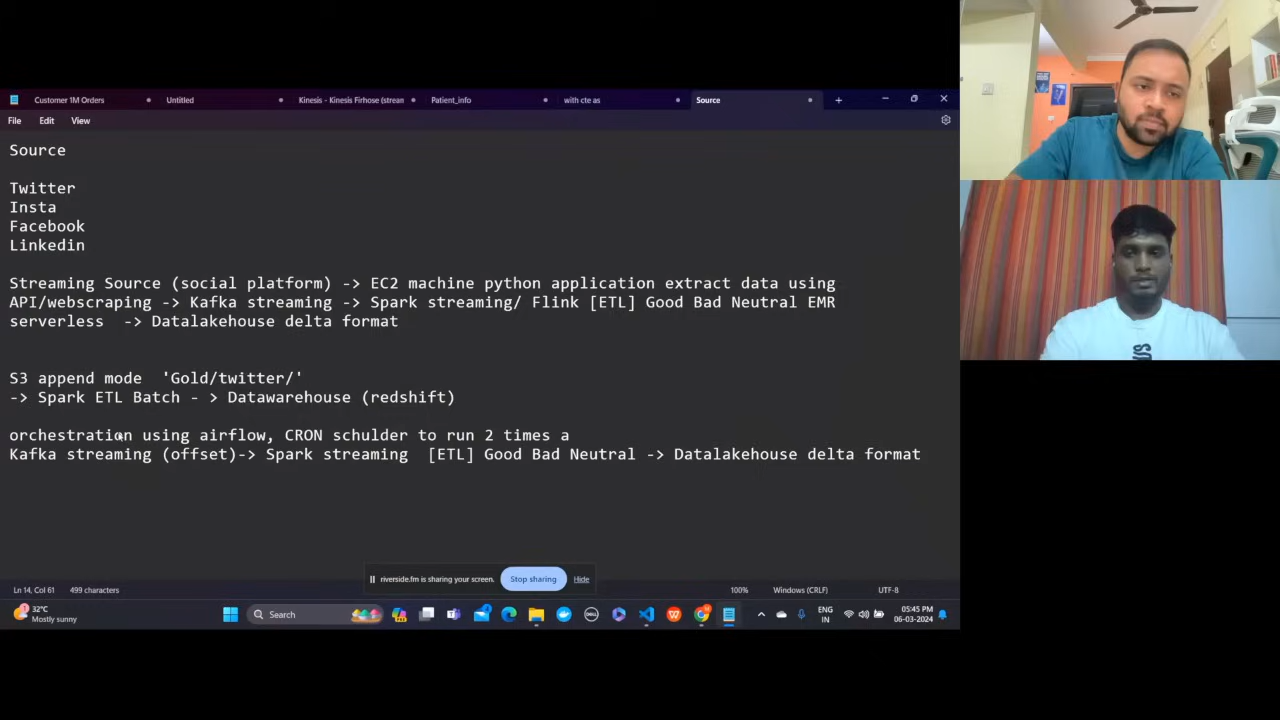 Customer 1M Orders
Untitled
Kinesis - Kinesis Firhose (strean
Patient_info
with cte as
Source
File Edit View
Source
Twitter
Insta
Facebook
Linkedin
Streaming Source (social platform) -> EC2 machine python application extract data using
API/webscraping -> Kafka streaming -> Spark streaming/ Flink [ETL] Good Bad Neutral EMR
serverless -> Datalakehouse delta format
S3 append mode 'Gold/twitter/'
-> Spark ETL Batch - > Datawarehouse (redshift)
orchestration using airflow, CRON schulder to run 2 times a
Kafka streaming (offset)-> Spark streaming [ETL] Good Bad Neutral -> Datalakehouse delta format
riverside.fm is sharing your screen. Stop sharing Hide
Ln 14, Col 61 499 characters 100% Windows (CRLF) UTF-8
32°C
Mostly sunny
Search
DELL
ENG
IN
05:45 PM
06-03-2024